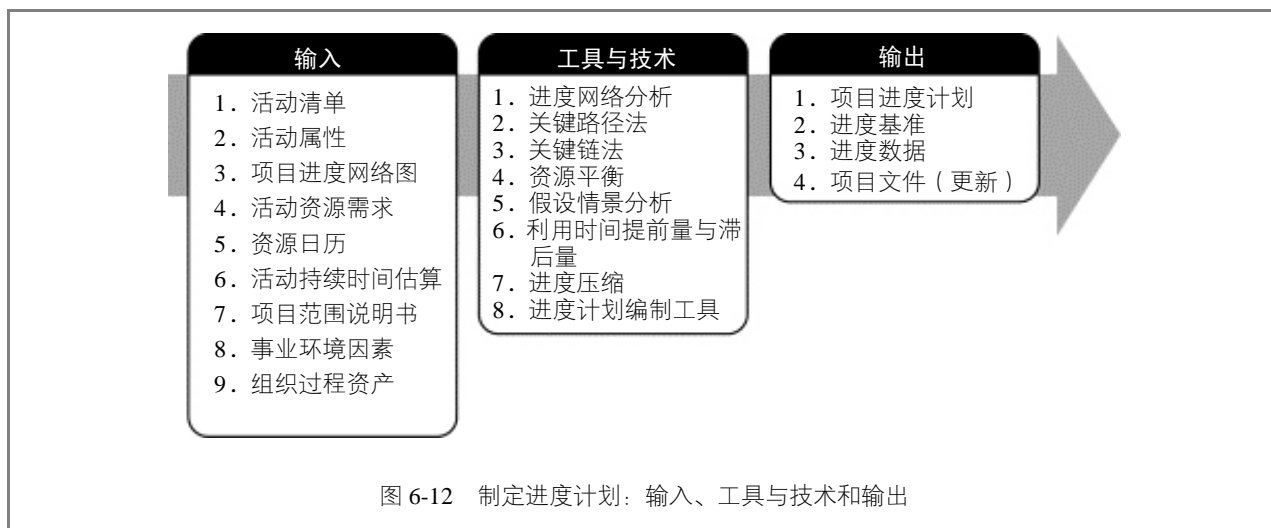 输入
1．活动清单
2．活动属性
3．项目进度网络图
4．活动资源需求
5．资源日历
6．活动持续时间估算
7．项目范围说明书
8．事业环境因素
9．组织过程资产
工具与技术
1．进度网络分析
2．关键路径法
3．关键链法
4．资源平衡
5．假设情景分析
6．利用时间提前量与滞
后量
7．进度压缩
8．进度计划编制工具
输出
1．项目进度计划
2．进度基准
3．进度数据
4．项目文件（更新）
图 6-12　制定进度计划：输入、工具与技术和输出